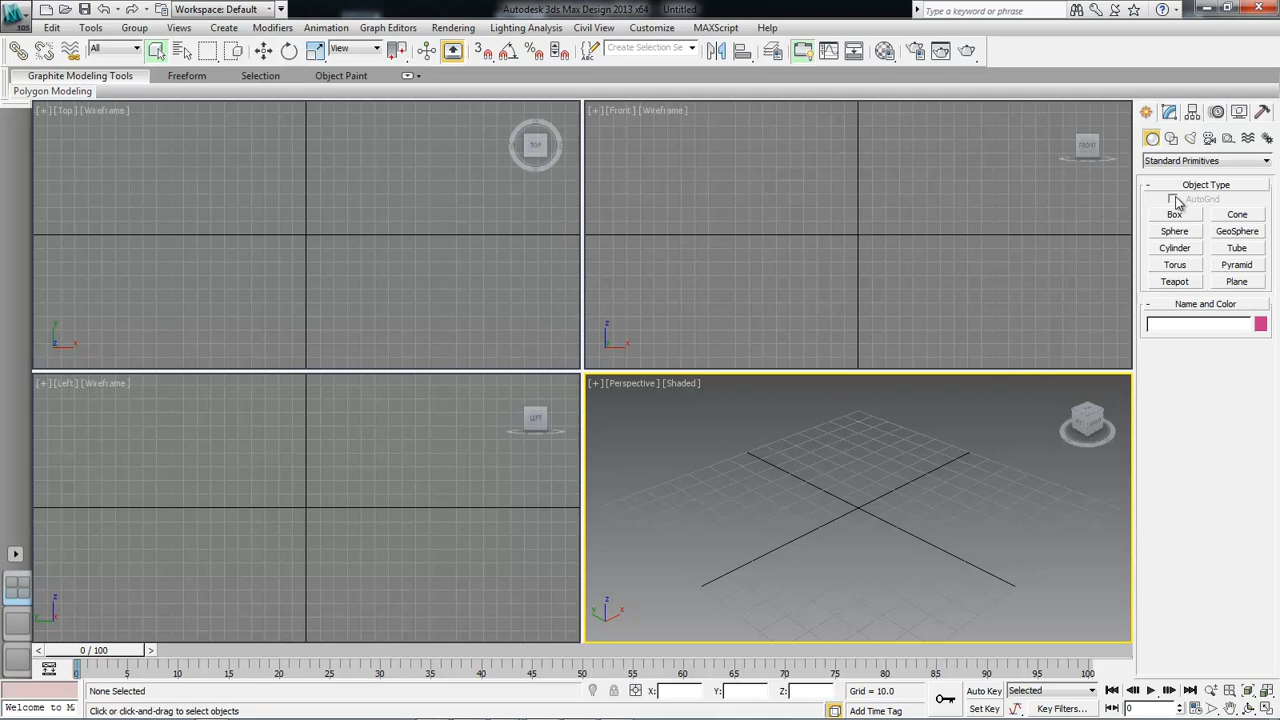 Workspace: Default
Autodesk 3ds Max Design 2013 x64
Untitled
Type a keyword or phrase
3DS
Edit Tools Group Views Create Modifiers Animation Graph Editors Rendering Lighting Analysis Civil View Customize MAXScript Help
All
View
3
Create Selection Se
Graphite Modeling Tools Freeform Selection Object Paint
Polygon Modeling
[+][Top][Wireframe]
TOP
[+][Front][Wireframe]
FRONT
Standard Primitives
- Object Type
AutoGrid
Box Cone
Sphere GeoSphere
Cylinder Tube
Torus Pyramid
Teapot Plane
- Name and Color
y
z x
z
x
[+][Left][Wireframe]
LEFT
[+][Perspective][Shaded]
z
y x
z
y x
< 0 / 100 >
0 5 10 15 20 25 30 35 40 45 50 55 60 65 70 75 80 85 90 95 100
None Selected
X: Y: Z:
Grid = 10.0
Auto Key
Selected
Welcome to M
Click or click-and-drag to select objects
Add Time Tag
Set Key
Key Filters...
0